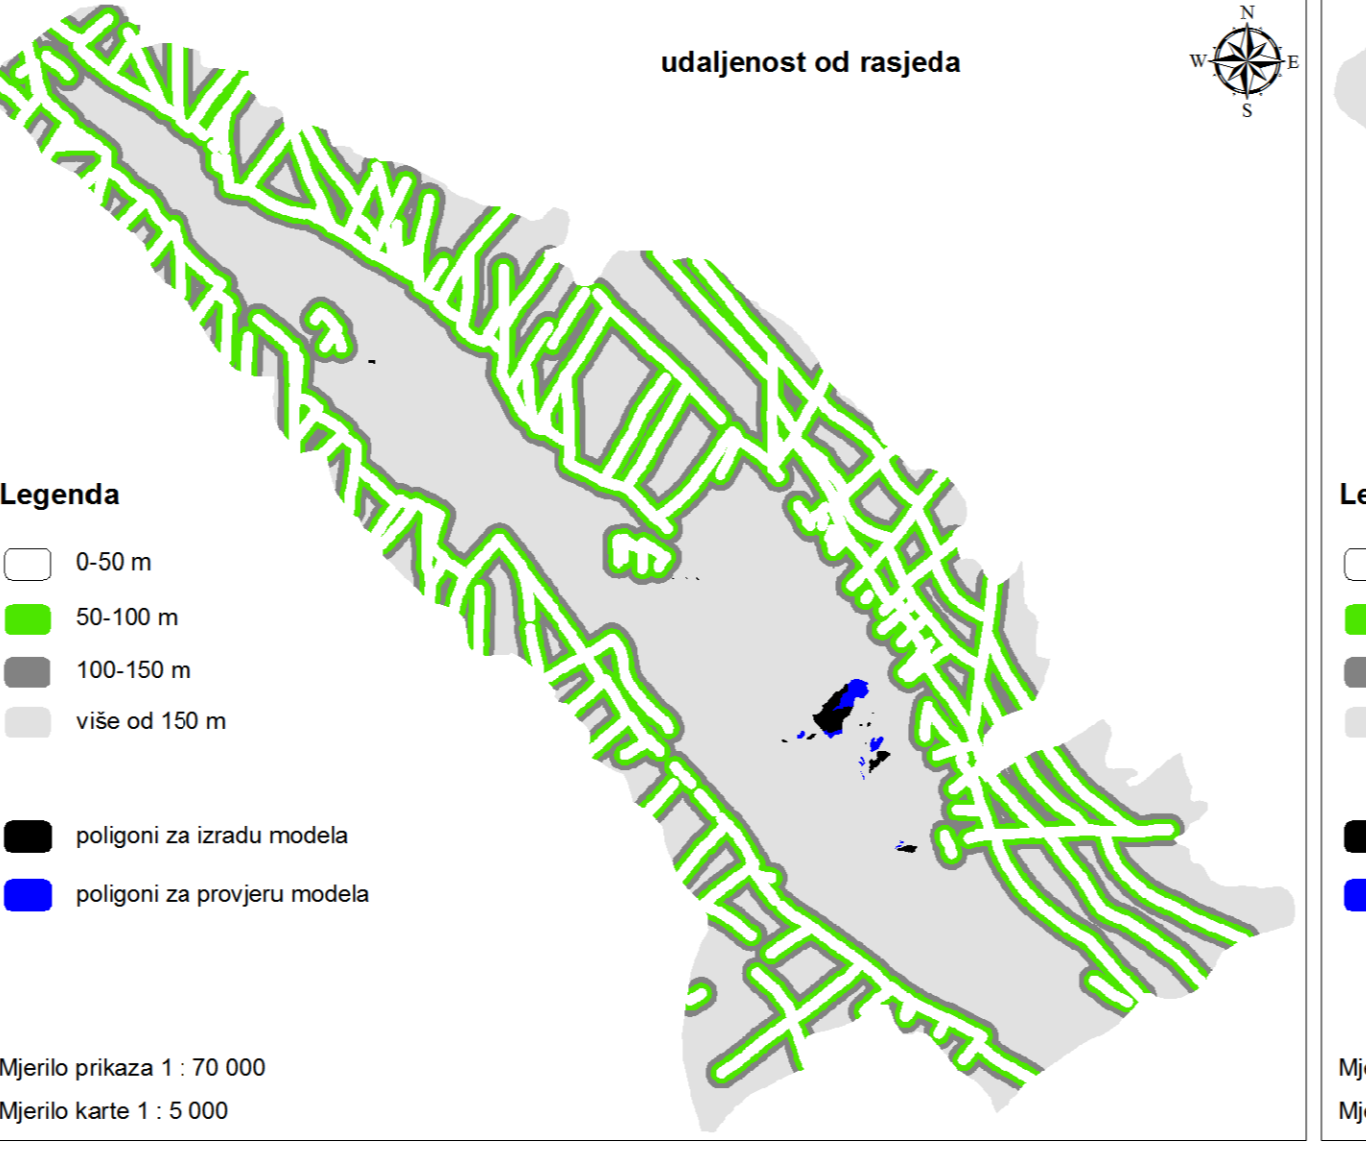 udaljenost od rasjeda
N
W E
S
Legenda
0-50 m
50-100 m
100-150 m
više od 150 m
poligoni za izradu modela
poligoni za provjeru modela
Mjerilo prikaza 1 : 70 000
Mjerilo karte 1 : 5 000